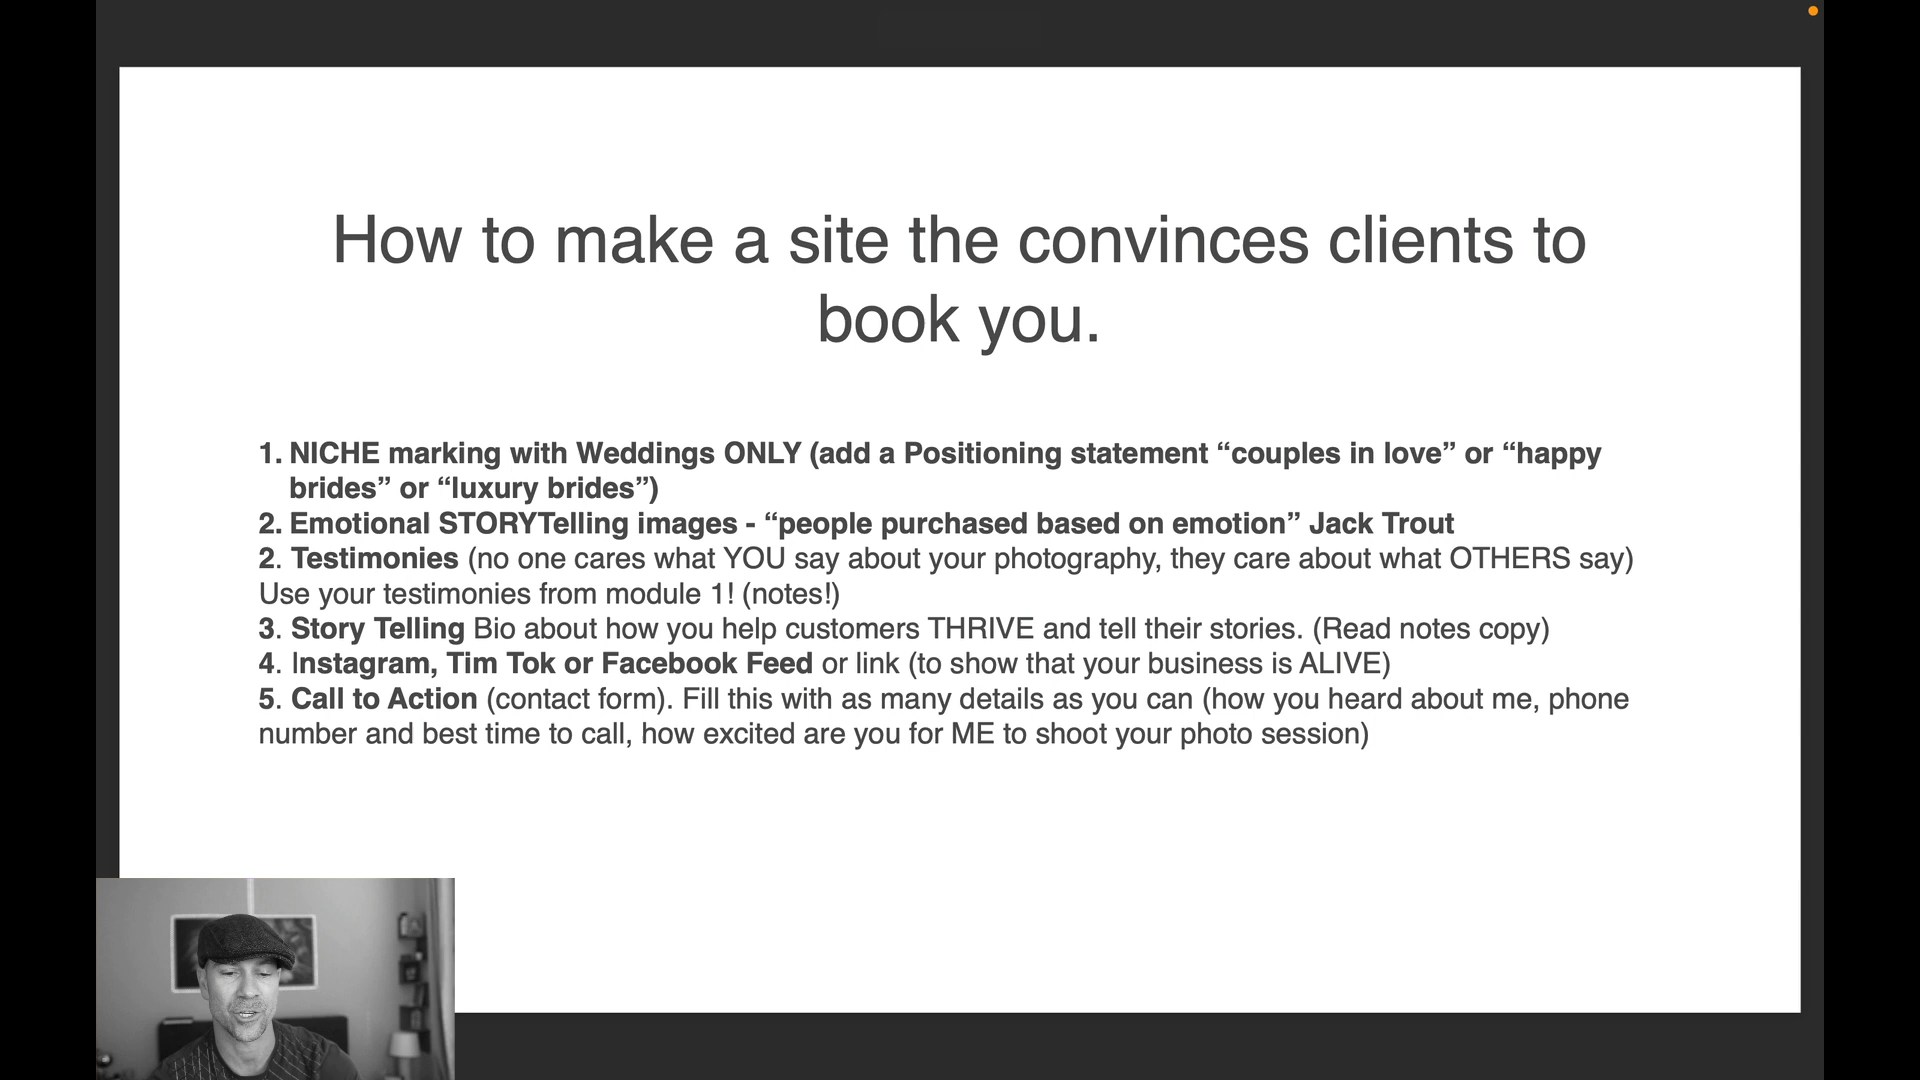 How to make a site the convinces clients to
book you.
1. NICHE marking with Weddings ONLY (add a Positioning statement “couples in love” or “happy
brides” or “luxury brides”)
2. Emotional STORYTelling images - “people purchased based on emotion” Jack Trout
2. Testimonies (no one cares what YOU say about your photography, they care about what OTHERS say)
Use your testimonies from module 1! (notes!)
3. Story Telling Bio about how you help customers THRIVE and tell their stories. (Read notes copy)
4. Instagram, Tim Tok or Facebook Feed or link (to show that your business is ALIVE)
5. Call to Action (contact form). Fill this with as many details as you can (how you heard about me, phone
number and best time to call, how excited are you for ME to shoot your photo session)